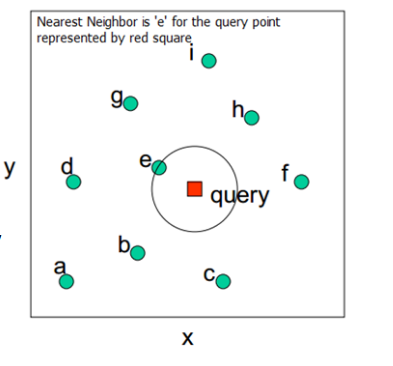 Nearest Neighbor is 'e' for the query point
represented by red square
i
g
h
y
d
e
f
query
b
a
c
x